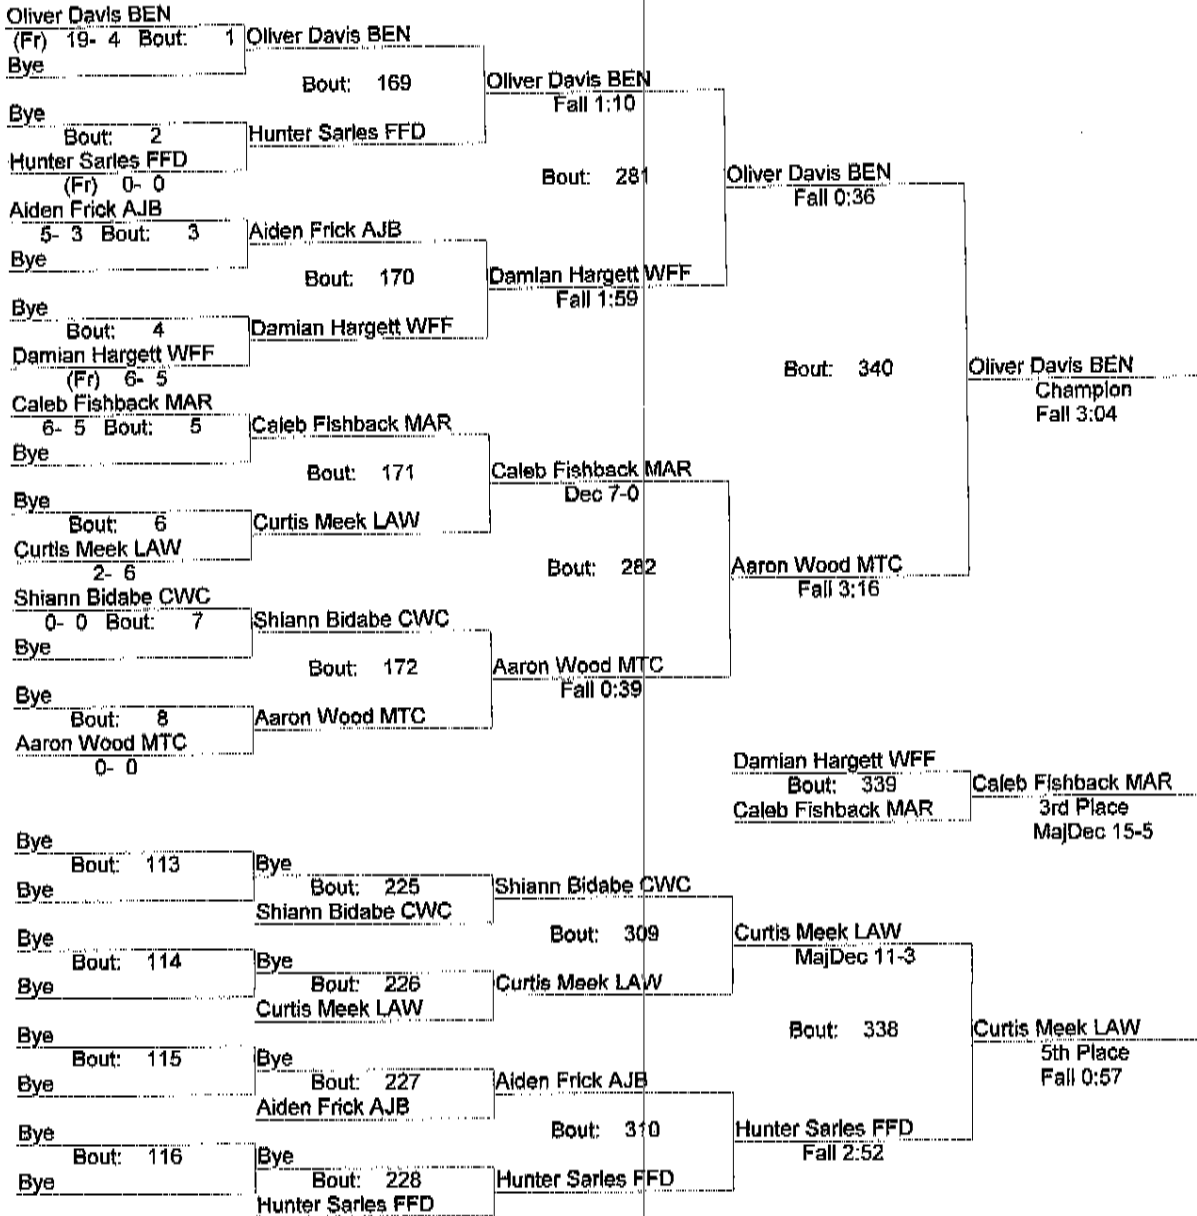 Oliver Davis BEN
(Fr) 19- 4 Bout: 1
Bye
Oliver Davis BEN
Bout: 169
Bye
Bout: 2
Hunter Sarles FFD
(Fr) 0- 0
Hunter Sarles FFD
Oliver Davis BEN
Fall 1:10
Bout: 281
Aiden Frick AJB
5- 3 Bout: 3
Bye
Aiden Frick AJB
Bout: 170
Bye
Bout: 4
Damian Hargett WFF
(Fr) 6- 5
Damian Hargett WFF
Damian Hargett WFF
Fall 1:59
Oliver Davis BEN
Fall 0:36
Bout: 340
Caleb Fishback MAR
6- 5 Bout: 5
Bye
Caleb Fishback MAR
Bout: 171
Bye
Bout: 6
Curtis Meek LAW
2- 6
Curtis Meek LAW
Caleb Fishback MAR
Dec 7-0
Bout: 282
Shiann Bidabe CWC
0- 0 Bout: 7
Bye
Shiann Bidabe CWC
Bout: 172
Bye
Bout: 8
Aaron Wood MTC
0- 0
Aaron Wood MTC
Aaron Wood MTC
Fall 0:39
Aaron Wood MTC
Fall 3:16
Oliver Davis BEN
Champion
Fall 3:04
Damian Hargett WFF
Bout: 339
Caleb Fishback MAR
Caleb Fishback MAR
3rd Place
MajDec 15-5
Bye
Bout: 113
Bye
Bye
Bout: 225
Shiann Bidabe CWC
Shiann Bidabe CWC
Bout: 309
Bye
Bout: 114
Bye
Bye
Bout: 226
Curtis Meek LAW
Curtis Meek LAW
Curtis Meek LAW
MajDec 11-3
Bout: 338
Bye
Bout: 115
Bye
Bye
Bout: 227
Aiden Frick AJB
Aiden Frick AJB
Bout: 310
Bye
Bout: 116
Bye
Bye
Bout: 228
Hunter Sarles FFD
Hunter Sarles FFD
Hunter Sarles FFD
Fall 2:52
Curtis Meek LAW
5th Place
Fall 0:57